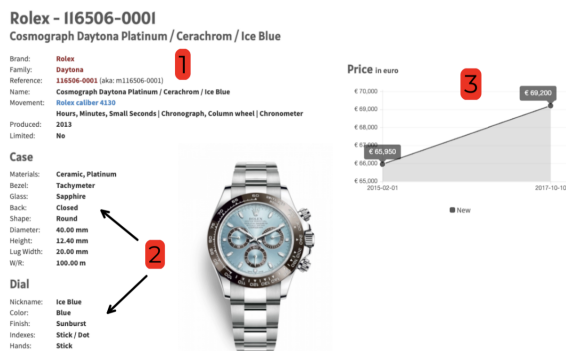 Rolex - 116506-0001
Cosmograph Daytona Platinum / Cerachrom / Ice Blue
Brand: Rolex
Family: Daytona
Reference: 116506-0001 (aka: m116506-0001)
Name: Cosmograph Daytona Platinum / Cerachrom / Ice Blue
Movement: Rolex caliber 4130
Hours, Minutes, Small Seconds | Chronograph, Column wheel | Chronometer
Produced: 2013
Limited: No
1
Case
Materials: Ceramic, Platinum
Bezel: Tachymeter
Glass: Sapphire
Back: Closed
Shape: Round
Diameter: 40.00 mm
Height: 12.40 mm
Lug Width: 20.00 mm
W/R: 100.00 m
2
Dial
Nickname: Ice Blue
Color: Blue
Finish: Sunburst
Indexes: Stick / Dot
Hands: Stick
Price in euro
3
€ 70,000
€ 69,200
€ 69,000
€ 68,000
€ 65,950
€ 66,000
€ 65,000
2015-02-01
2017-10-10
New